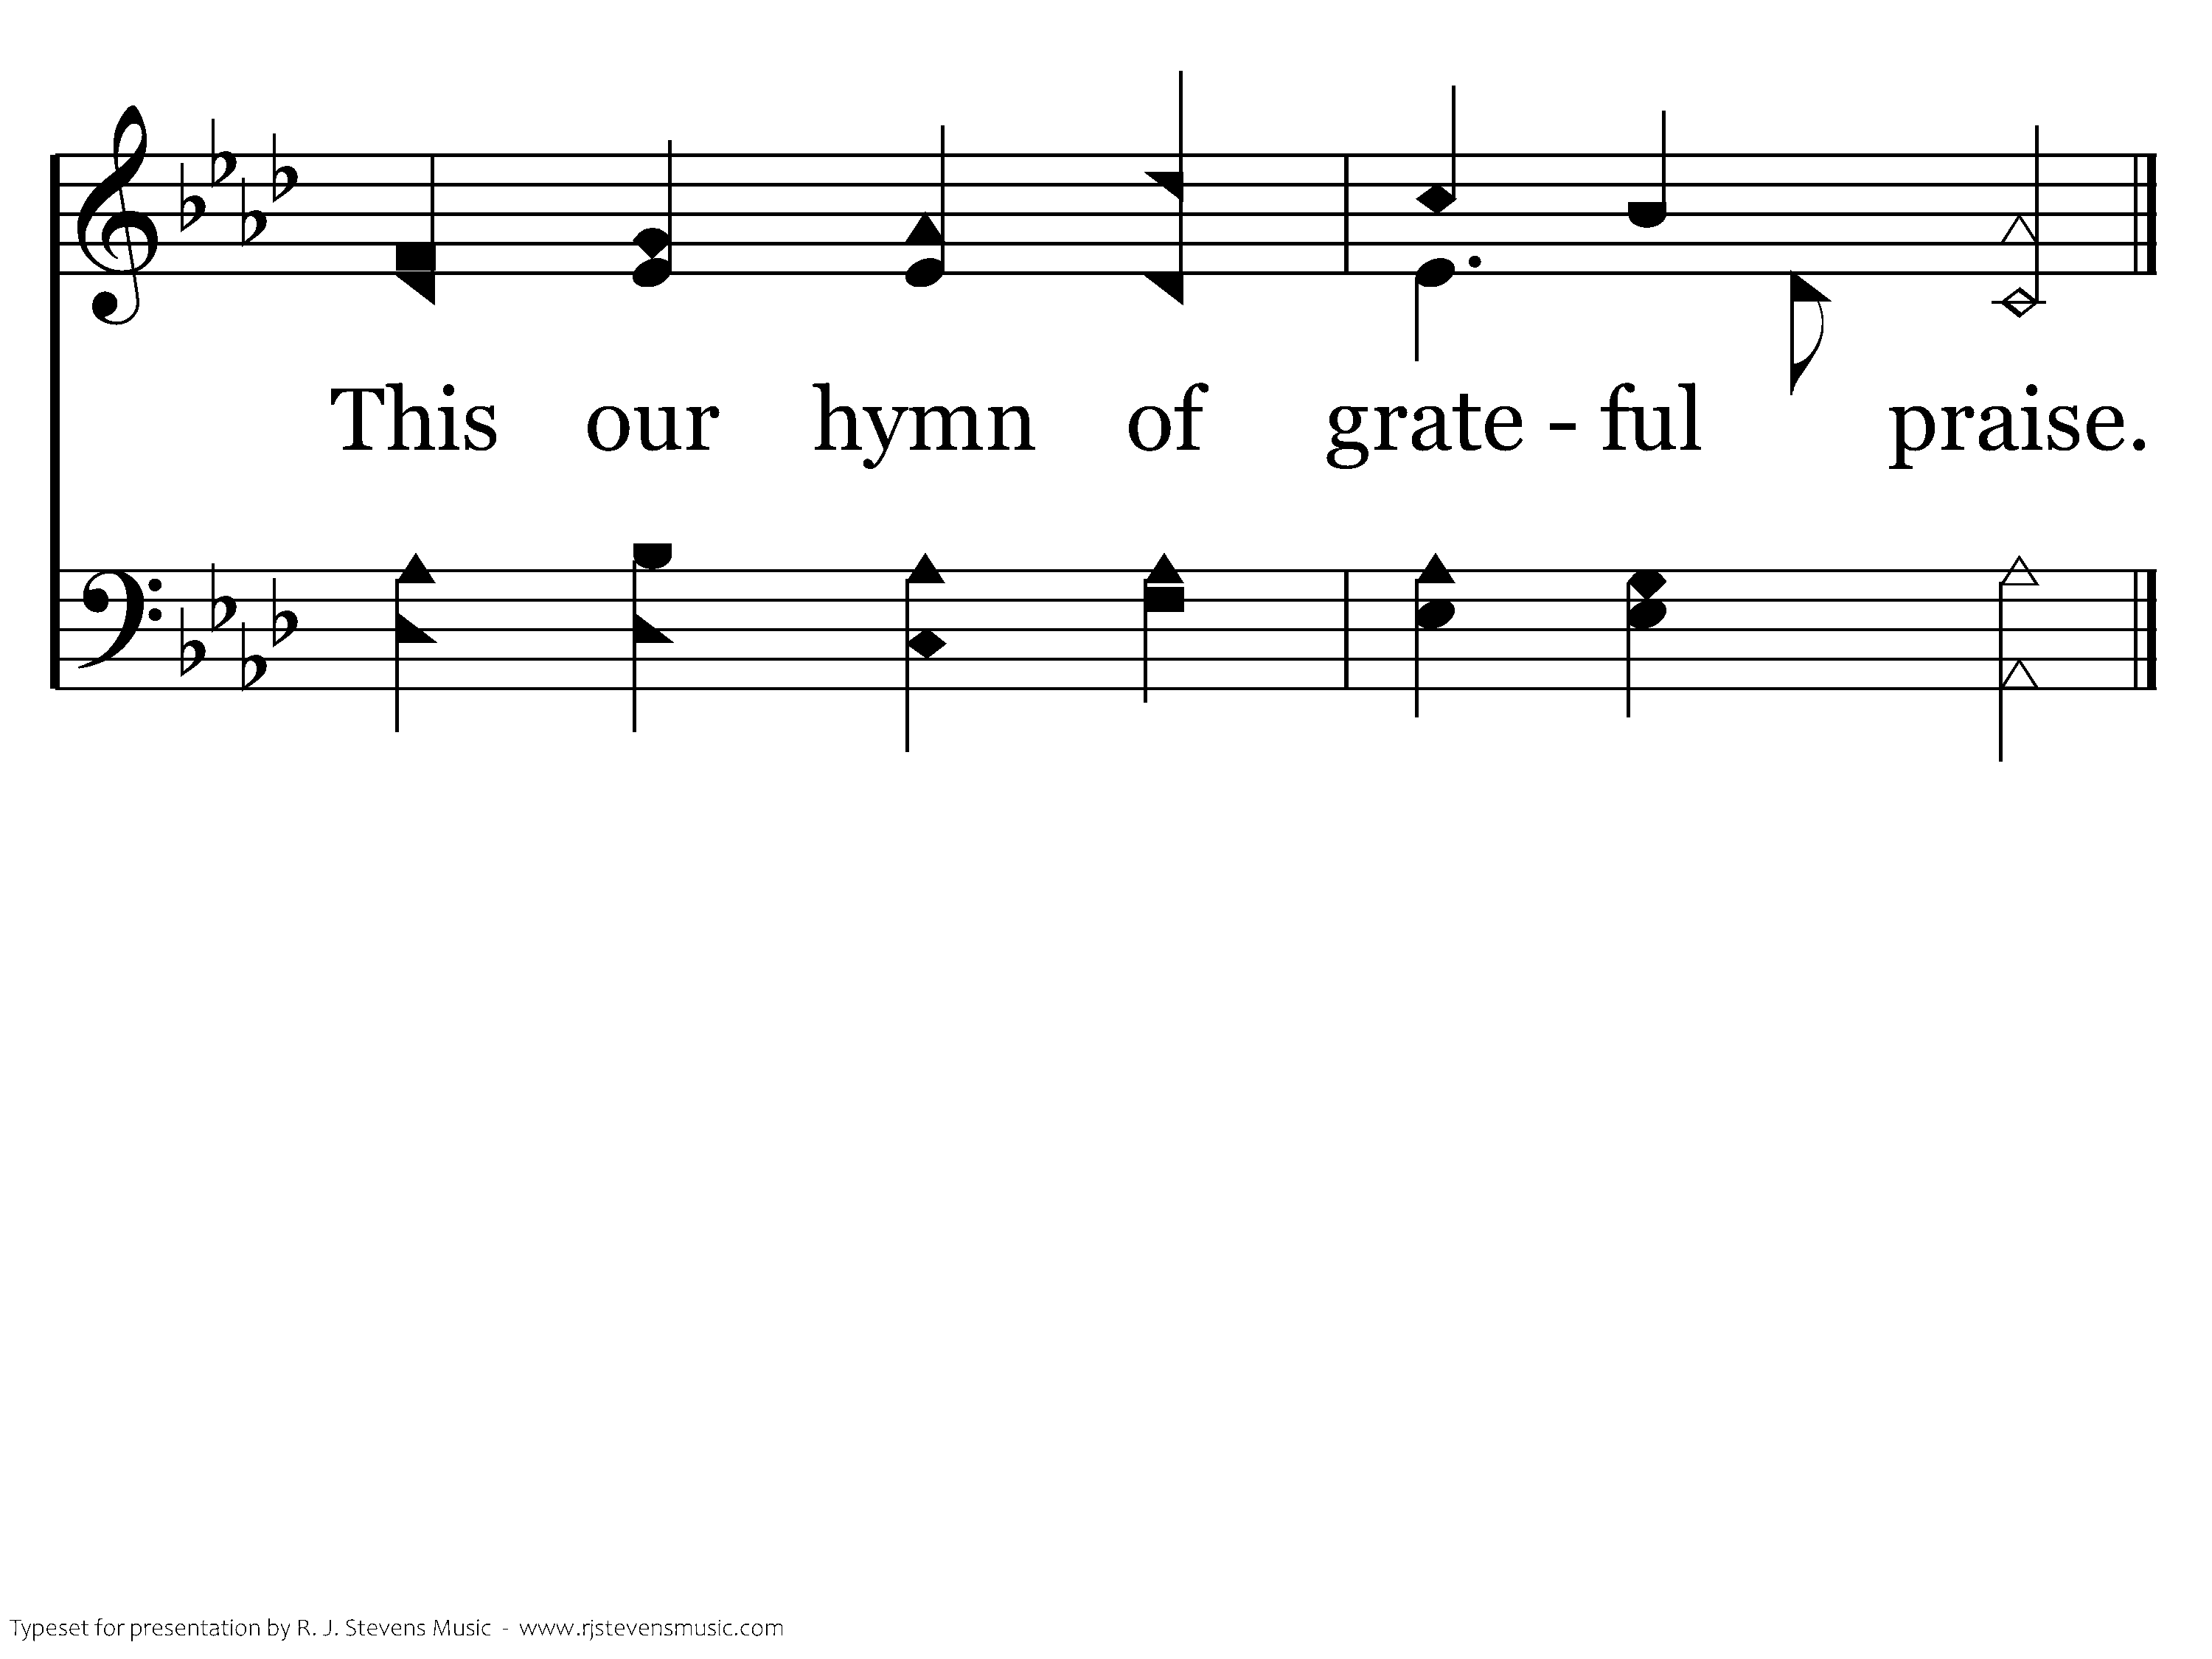 This our hymn of grate - ful praise.
Typeset for presentation by R. J. Stevens Music - www.rjstevensmusic.com